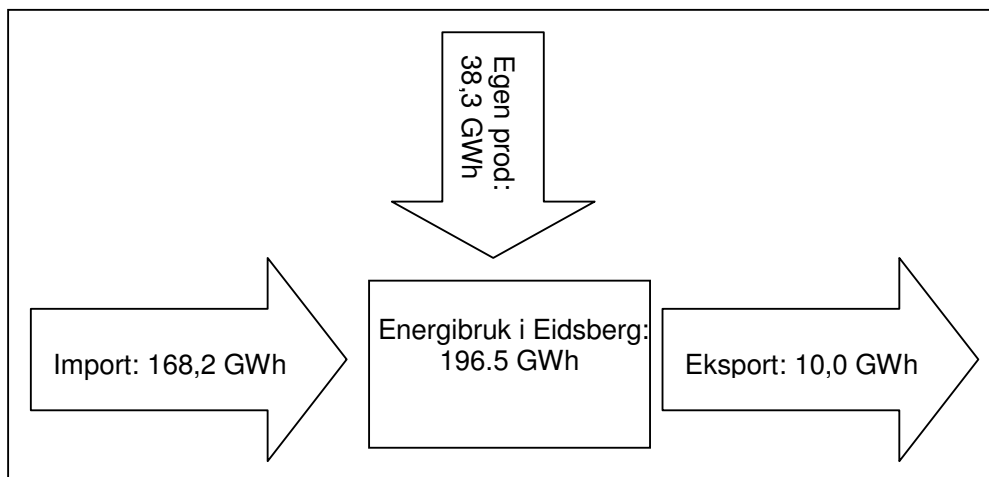 Egen prod:
38,3 GWh
Energibruk i Eidsberg:
196.5 GWh
Import: 168,2 GWh
Eksport: 10,0 GWh